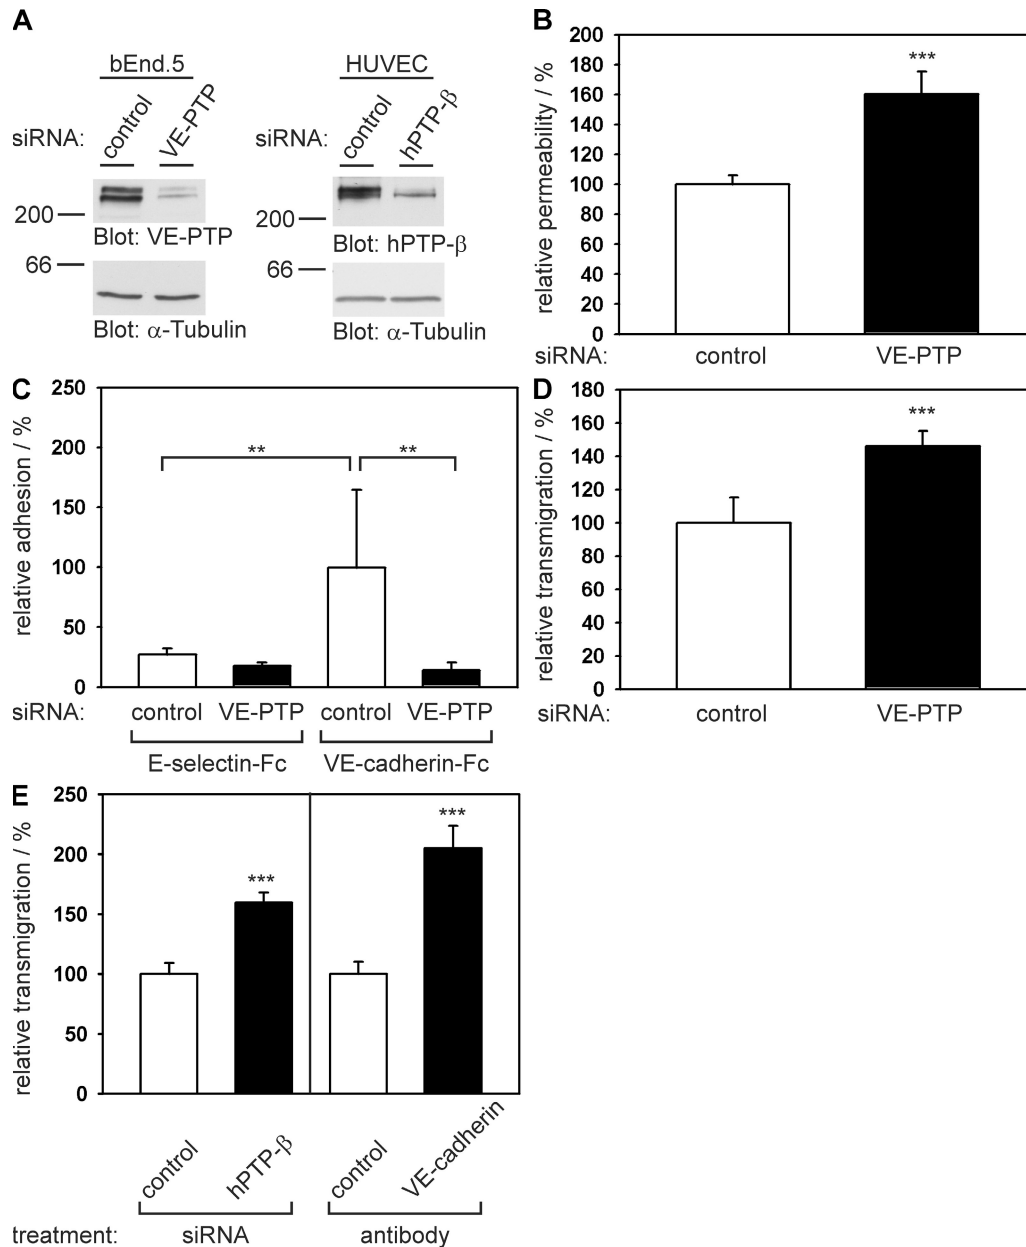 A
bEnd.5
HUVEC
siRNA:
control
VE-PTP
siRNA:
control
hPTP-β
200
Blot: VE-PTP
200
Blot: hPTP-β
66
Blot: α-Tubulin
66
Blot: α-Tubulin
B
relative permeability / %
200
180
160
140
120
100
80
60
40
20
0
***
siRNA:
control
VE-PTP
C
relative adhesion / %
250
200
150
100
50
0
**
**
siRNA:
control
VE-PTP
control
VE-PTP
E-selectin-Fc
VE-cadherin-Fc
D
relative transmigration / %
180
160
140
120
100
80
60
40
20
0
***
siRNA:
control
VE-PTP
E
relative transmigration / %
250
200
150
100
50
0
***
***
control
hPTP-β
control
VE-cadherin
treatment:
siRNA
antibody